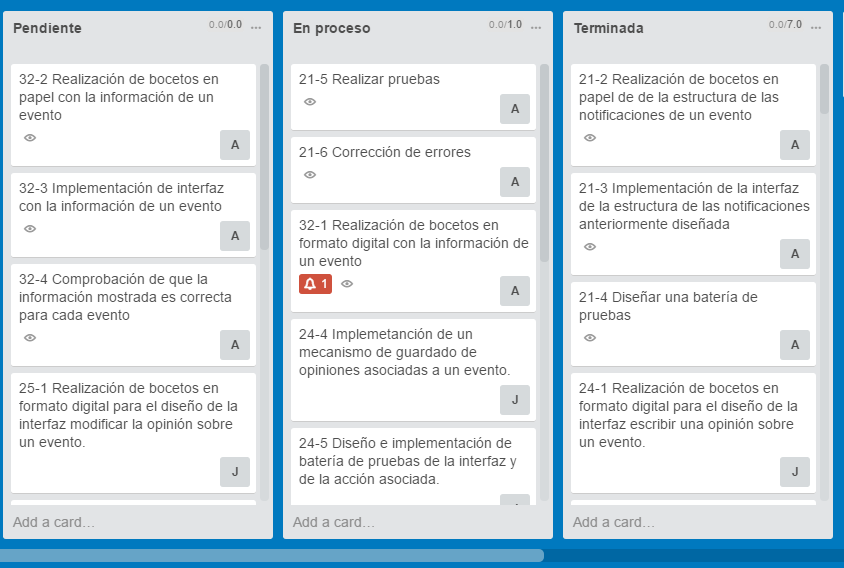 Pendiente
0.0/0.0
32-2 Realización de bocetos en
papel con la información de un
evento
A
32-3 Implementación de interfaz
con la información de un evento
A
32-4 Comprobación de que la
información mostrada es correcta
para cada evento
A
25-1 Realización de bocetos en
formato digital para el diseño de la
interfaz modificar la opinión sobre
un evento.
J
Add a card...
En proceso
0.0/1.0
21-5 Realizar pruebas
A
21-6 Corrección de errores
A
32-1 Realización de bocetos en
formato digital con la información de
un evento
1
A
24-4 Implemetanción de un
mecanismo de guardado de
opiniones asociadas a un evento.
J
24-5 Diseño e implementación de
batería de pruebas de la interfaz y
de la acción asociada.
Add a card...
Terminada
0.0/7.0
21-2 Realización de bocetos en
papel de de la estructura de las
notificaciones de un evento
A
21-3 Implementación de la interfaz
de la estructura de las notificaciones
anteriormente diseñada
A
21-4 Diseñar una batería de
pruebas
A
24-1 Realización de bocetos en
formato digital para el diseño de la
interfaz escribir una opinión sobre
un evento.
J
Add a card...